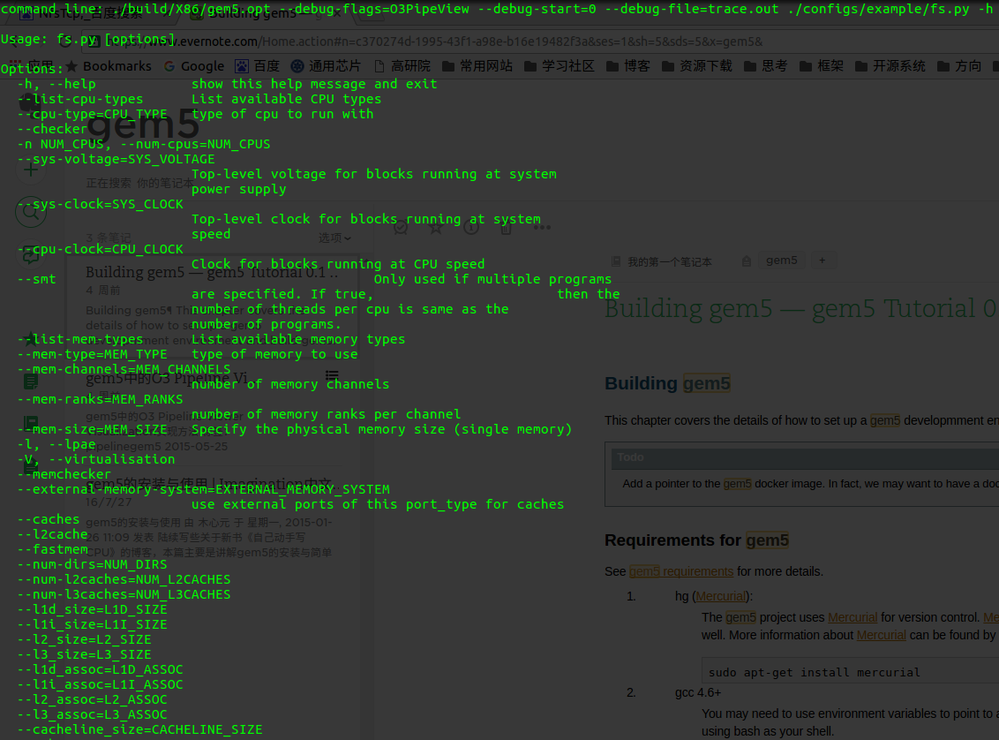 command line: ./build/X86/gem5.opt --debug-flags=O3PipeView --debug-start=0 --debug-file=trace.out ./configs/example/fs.py -h
Usage: fs.py [options]
www.evernote.com/Home.action#n=c370274d-1995-43f1-a98e-b16e19482f3a&ses=1&sh=5&sds=5&x=gem5&
Options:
Bookmarks Google 百度 通用芯片 高研院 常用网站 学习社区 博客 资源下载 思考 框架 开源系统 方向
-h, --help show this help message and exit
--list-cpu-types List available CPU types
--cpu-type=CPU_TYPE type of cpu to run with
gem5
--checker
-n NUM_CPUS, --num-cpus=NUM_CPUS
--sys-voltage=SYS_VOLTAGE
Top-level voltage for blocks running at system
正在搜索 你的笔记本
power supply
--sys-clock=SYS_CLOCK
Top-level clock for blocks running at system
speed
3 条笔记 选项
--cpu-clock=CPU_CLOCK
Clock for blocks running at CPU speed
我的第一个笔记本 gem5 +
Building gem5 — gem5 Tutorial 0.1 ...
--smt Only used if multiple programs
4 周前
are specified. If true, then the
Building gem5 — gem5 Tutorial 0
number of threads per cpu is same as the
Building gem5¶
number of programs.
details of how to
--list-mem-types List available memory types
--mem-type=MEM_TYPE type of memory to use
--mem-channels=MEM_CHANNELS
gem5中的O3 Pipeline Vi
number of memory channels
Building gem5
--mem-ranks=MEM_RANKS
number of memory ranks per channel
gem5中的O3
This chapter covers the details of how to set up a gem5 developmment en
--mem-size=MEM_SIZE Specify the physical memory size (single memory)
-l, --lpae
pipelinegem5 2015-05-25
-V, --virtualisation
Todo
--memchecker
gem5的安装与使用 | Imagination中文
Add a pointer to the gem5 docker image. In fact, we may want to have a doc
--external-memory-system=EXTERNAL_MEMORY_SYSTEM
16/7/27
use external ports of this port_type for caches
--caches
gem5的安装与使用 由 木心元 于 星期一, 2015-01-
--l2cache
26 11:09 发表 陆续写些关于新书《自己动手写
Requirements for gem5
--fastmem
CPU》的博客，本篇主要是讲解gem5的安装与简单
--num-dirs=NUM_DIRS
See gem5 requirements for more details.
--num-l2caches=NUM_L2CACHES
--num-l3caches=NUM_L3CACHES
1. hg (Mercurial):
--l1d_size=L1D_SIZE
The gem5 project uses Mercurial for version control.
--l1i_size=L1I_SIZE
well. More information about Mercurial can be found by
--l2_size=L2_SIZE
--l3_size=L3_SIZE
--l1d_assoc=L1D_ASSOC
sudo apt-get install mercurial
--l1i_assoc=L1I_ASSOC
2. gcc 4.6+
--l2_assoc=L2_ASSOC
--l3_assoc=L3_ASSOC
You may need to use environment variables to point to a
--cacheline_size=CACHELINE_SIZE
using bash as your shell.